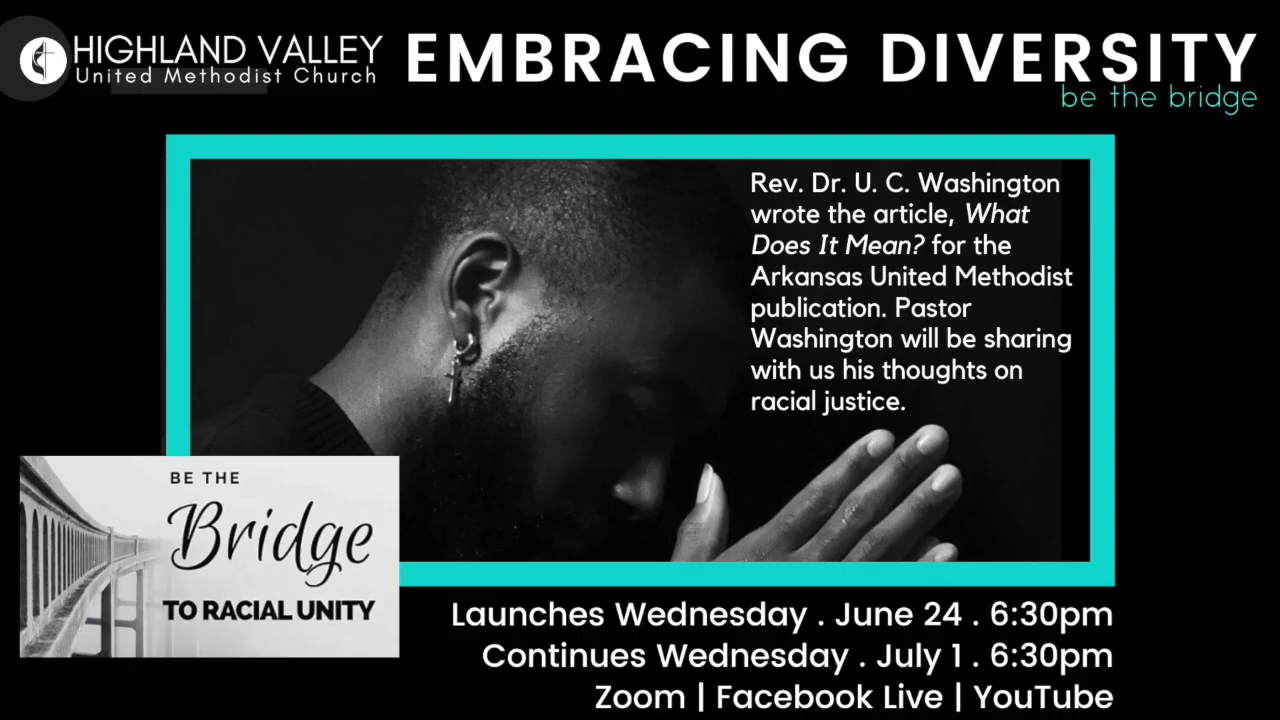 HIGHLAND VALLEY
United Methodist Church
EMBRACING DIVERSITY
be the bridge
Rev. Dr. U. C. Washington
wrote the article, What
Does It Mean? for the
Arkansas United Methodist
publication. Pastor
Washington will be sharing
with us his thoughts on
racial justice.
BE THE
Bridge
TO RACIAL UNITY
Launches Wednesday . June 24 . 6:30pm
Continues Wednesday . July 1 . 6:30pm
Zoom | Facebook Live | YouTube